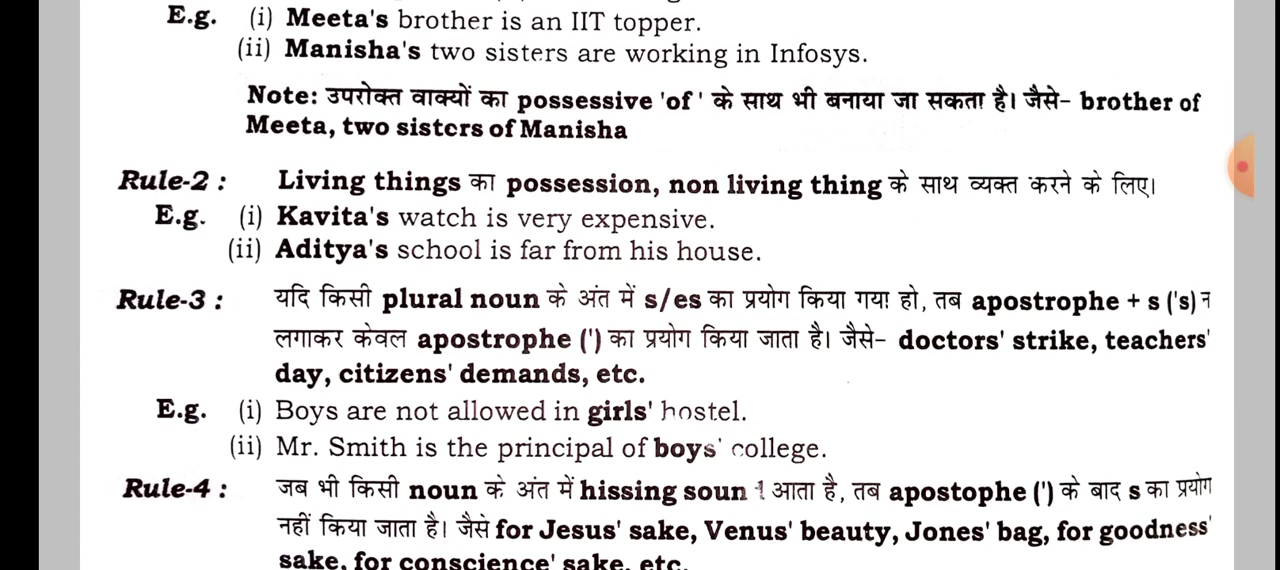 E.g. (i) Meeta's brother is an IIT topper.
(ii) Manisha's two sisters are working in Infosys.
Note: उपरोक्त वाक्यों का possessive 'of' के साथ भी बनाया जा सकता है। जैसे– brother of
Meeta, two sisters of Manisha
Rule-2 : Living things का possession, non living thing के साथ व्यक्त करने के लिए।
E.g. (i) Kavita's watch is very expensive.
(ii) Aditya's school is far from his house.
Rule-3 : यदि किसी plural noun के अंत में s/es का प्रयोग किया गया हो, तब apostrophe + s ('s) न
लगाकर केवल apostrophe (') का प्रयोग किया जाता है। जैसे– doctors' strike, teachers'
day, citizens' demands, etc.
E.g. (i) Boys are not allowed in girls' hostel.
(ii) Mr. Smith is the principal of boys' college.
Rule-4 : जब भी किसी noun के अंत में hissing sound आता है, तब apostophe (') के बाद s का प्रयोग
नहीं किया जाता है। जैसे for Jesus' sake, Venus' beauty, Jones' bag, for goodness'
sake, for conscience' sake, etc.